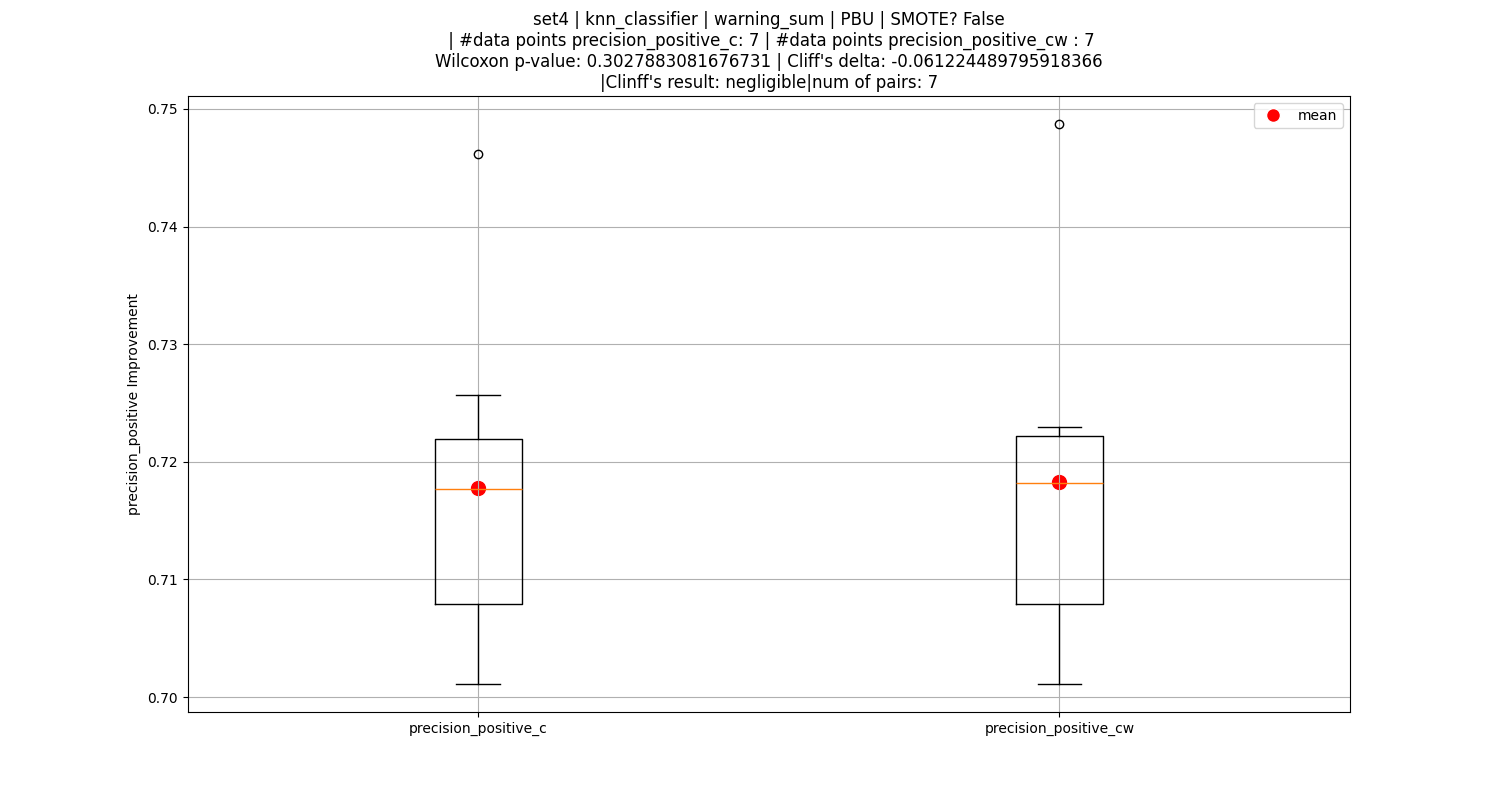 set4 | knn_classifier | warning_sum | PBU | SMOTE? False
| #data points precision_positive_c: 7 | #data points precision_positive_cw : 7
Wilcoxon p-value: 0.3027883081676731 | Cliff's delta: -0.061224489795918366
|Clinff's result: negligible|num of pairs: 7
mean
0.75
0.74
0.73
0.72
0.71
0.70
precision_positive Improvement
precision_positive_c
precision_positive_cw